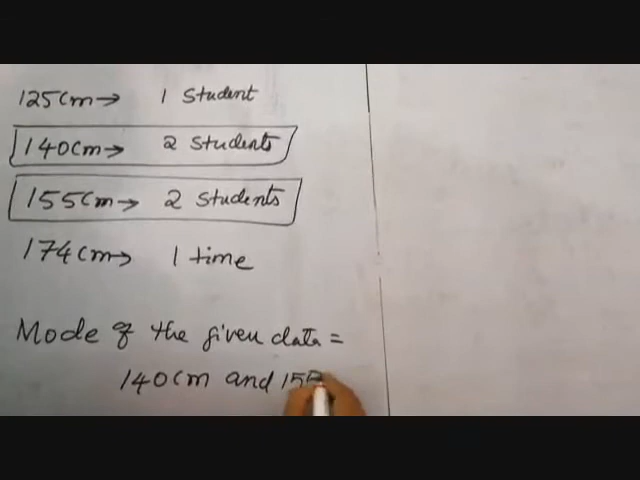 125cm→ 1 student
140cm→ 2 students
155cm→ 2 students
174cm→ 1 time
Mode of the given data =
140cm and 155